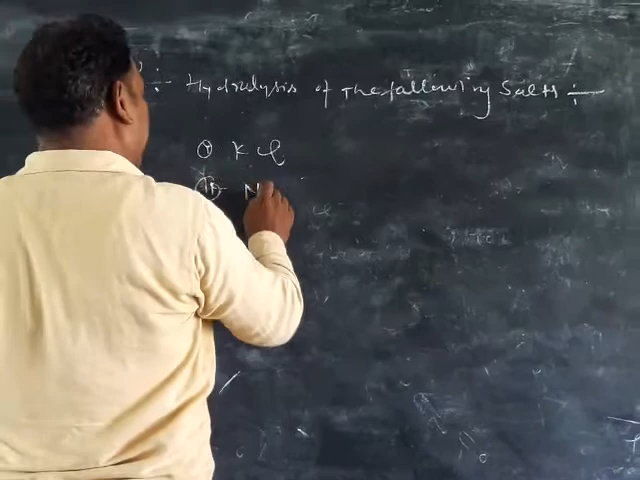 :- Hydrolysis of The following Salts :-
① KCl
② N